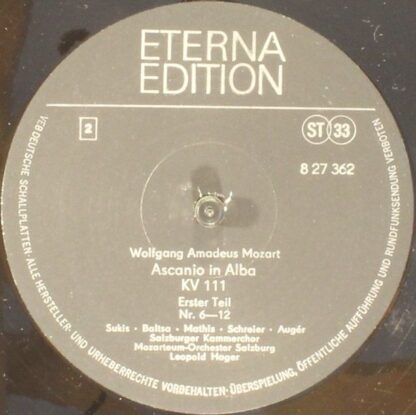 ETERNA
EDITION
2
ST 33
8 27 362
Wolfgang Amadeus Mozart
Ascanio in Alba
KV 111
Erster Teil
Nr. 6—12
Sukis · Baltsa · Mathis · Schreier · Augér
Salzburger Kammerchor
Mozarteum-Orchester Salzburg
Leopold Hager
VEB DEUTSCHE SCHALLPLATTEN · ALLE HERSTELLER- UND URHEBERRECHTE VORBEHALTEN · ÜBERSPIELUNG, ÖFFENTLICHE AUFFÜHRUNG UND RUNDFUNKSENDUNG VERBOTEN